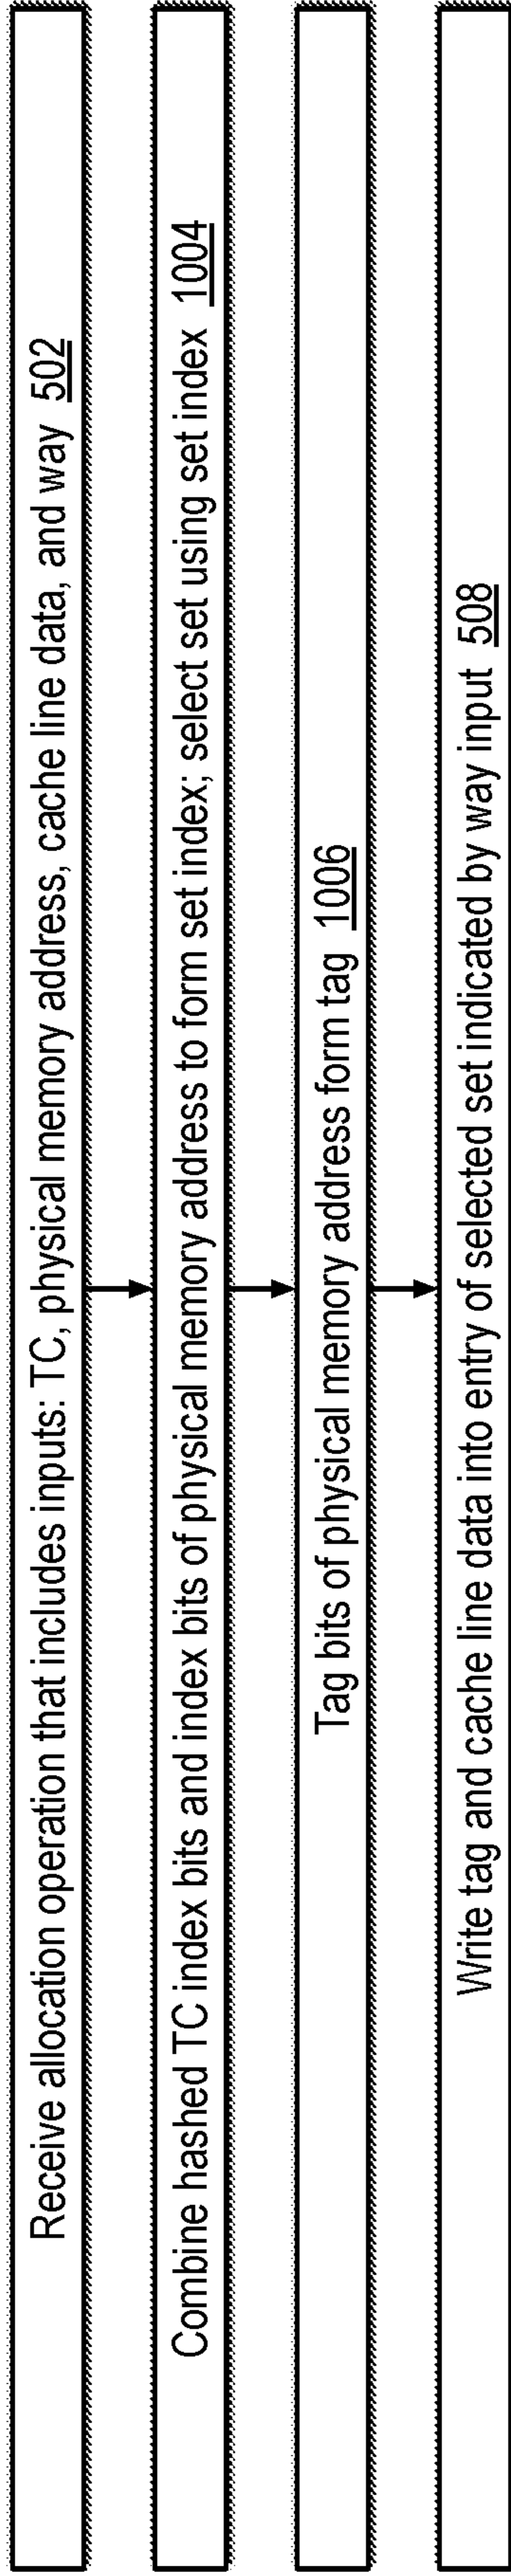 Receive allocation operation that includes inputs: TC, physical memory address, cache line data, and way 502
Combine hashed TC index bits and index bits of physical memory address to form set index; select set using set index 1004
Tag bits of physical memory address form tag 1006
Write tag and cache line data into entry of selected set indicated by way input 508